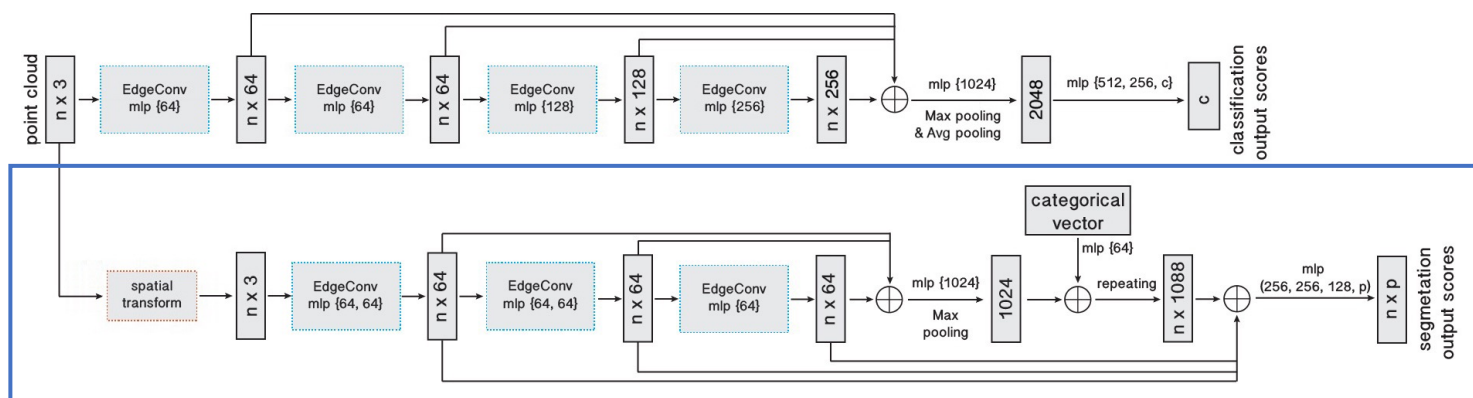 point cloud
n x 3
EdgeConv
mlp {64}
n x 64
EdgeConv
mlp {64}
n x 64
EdgeConv
mlp {128}
n x 128
EdgeConv
mlp {256}
n x 256
mlp {1024}
Max pooling
& Avg pooling
2048
mlp {512, 256, c}
c
classification
output scores
spatial
transform
n x 3
EdgeConv
mlp {64, 64}
n x 64
EdgeConv
mlp {64, 64}
n x 64
EdgeConv
mlp {64}
n x 64
mlp {1024}
Max
pooling
1024
categorical
vector
mlp {64}
repeating
n x 1088
mlp
(256, 256, 128, p)
n x p
segmetation
output scores